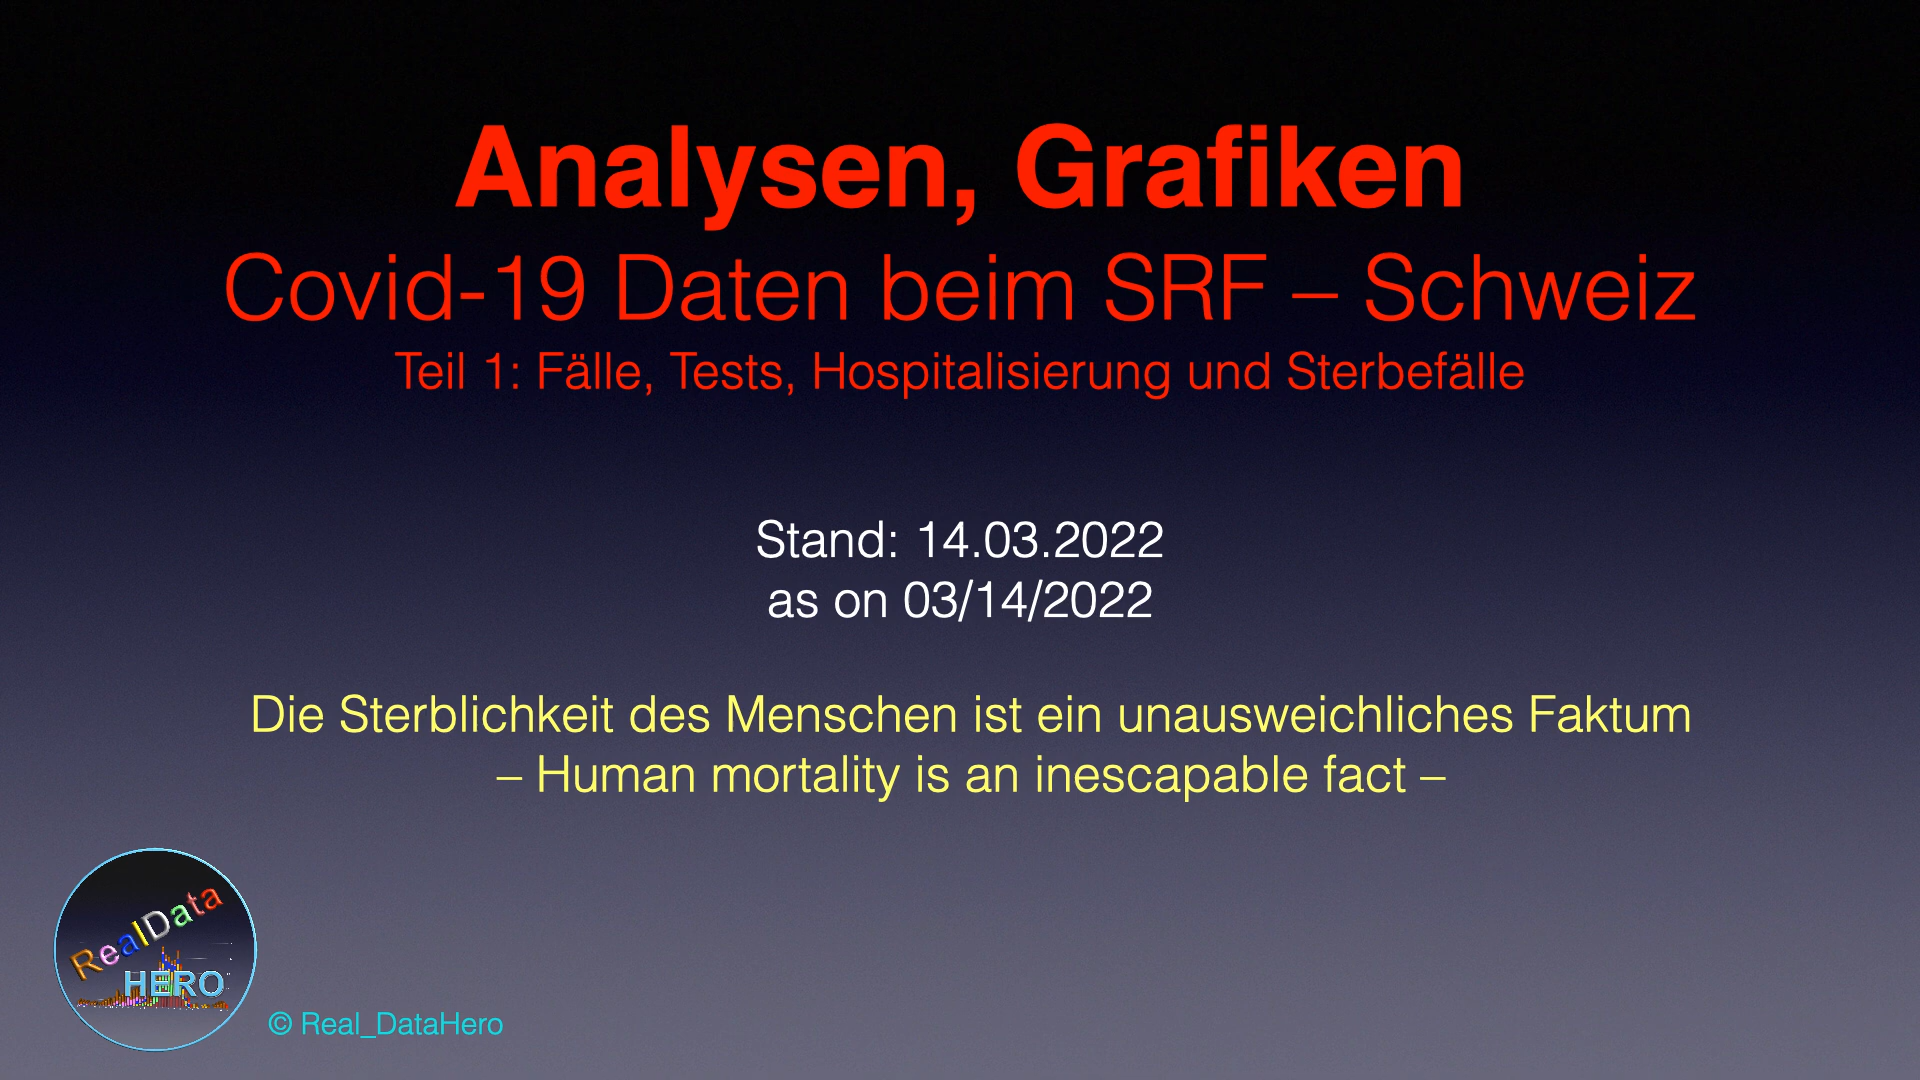 Analysen, Grafiken
Covid-19 Daten beim SRF – Schweiz
Teil 1: Fälle, Tests, Hospitalisierung und Sterbefälle
Stand: 14.03.2022
as on 03/14/2022
Die Sterblichkeit des Menschen ist ein unausweichliches Faktum
– Human mortality is an inescapable fact –
RealData
HERO
© Real_DataHero